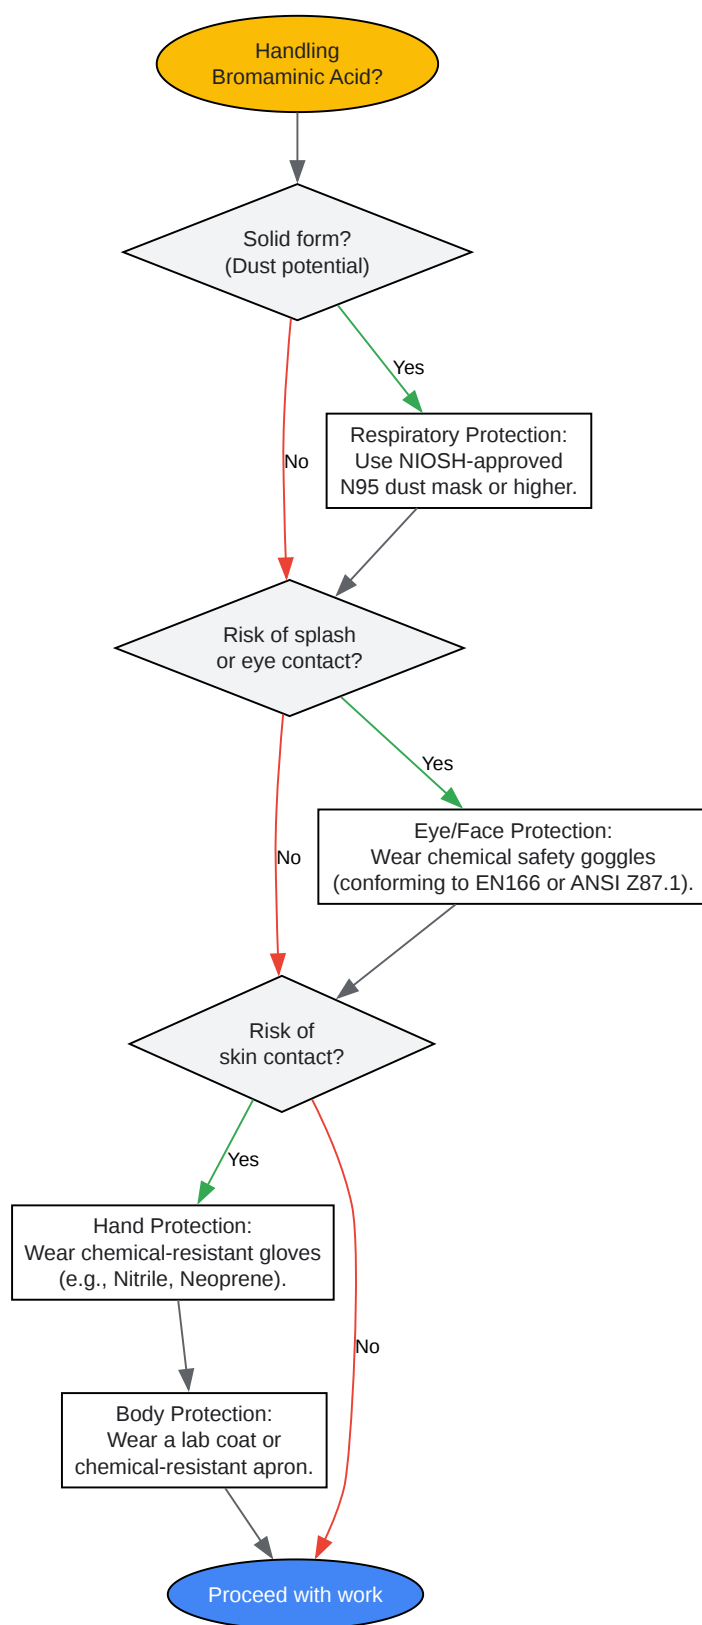 Handling
Bromaminic Acid?
Solid form?
(Dust potential)
Yes
Respiratory Protection:
Use NIOSH-approved
N95 dust mask or higher.
No
Risk of splash
or eye contact?
Yes
Eye/Face Protection:
Wear chemical safety goggles
(conforming to EN166 or ANSI Z87.1).
No
Risk of
skin contact?
Yes
Hand Protection:
Wear chemical-resistant gloves
(e.g., Nitrile, Neoprene).
No
Body Protection:
Wear a lab coat or
chemical-resistant apron.
Proceed with work